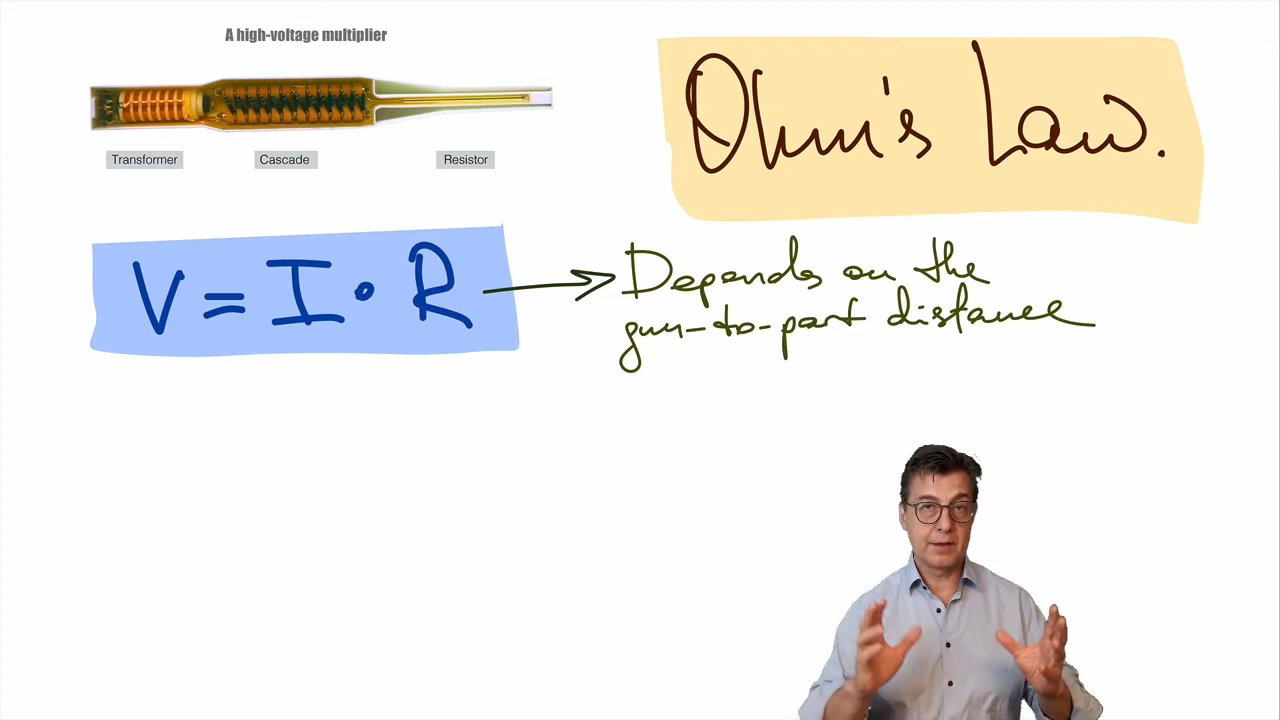 A high-voltage multiplier
Ohm's Law.
Transformer
Cascade
Resistor
V = I • R
Depends on the
gun-to-part distance